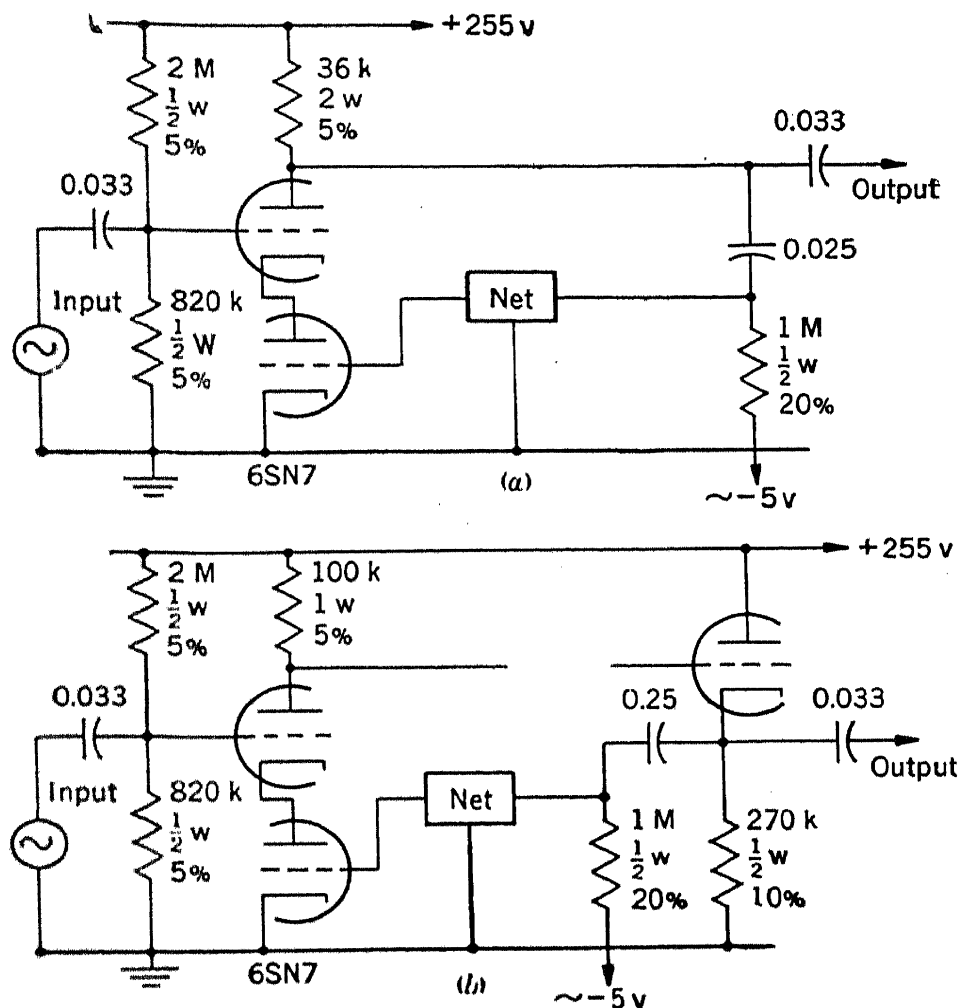 +255 v
2 M
½ w
5%
36 k
2 w
5%
0.033
0.033
Output
0.025
Input
820 k
½ W
5%
Net
1 M
½ w
20%
6SN7
(a)
~-5 v
+255 v
2 M
½ w
5%
100 k
1 w
5%
0.033
0.25
0.033
Output
Input
820 k
½ w
5%
Net
1 M
½ w
20%
270 k
½ w
10%
6SN7
(b)
~-5 v